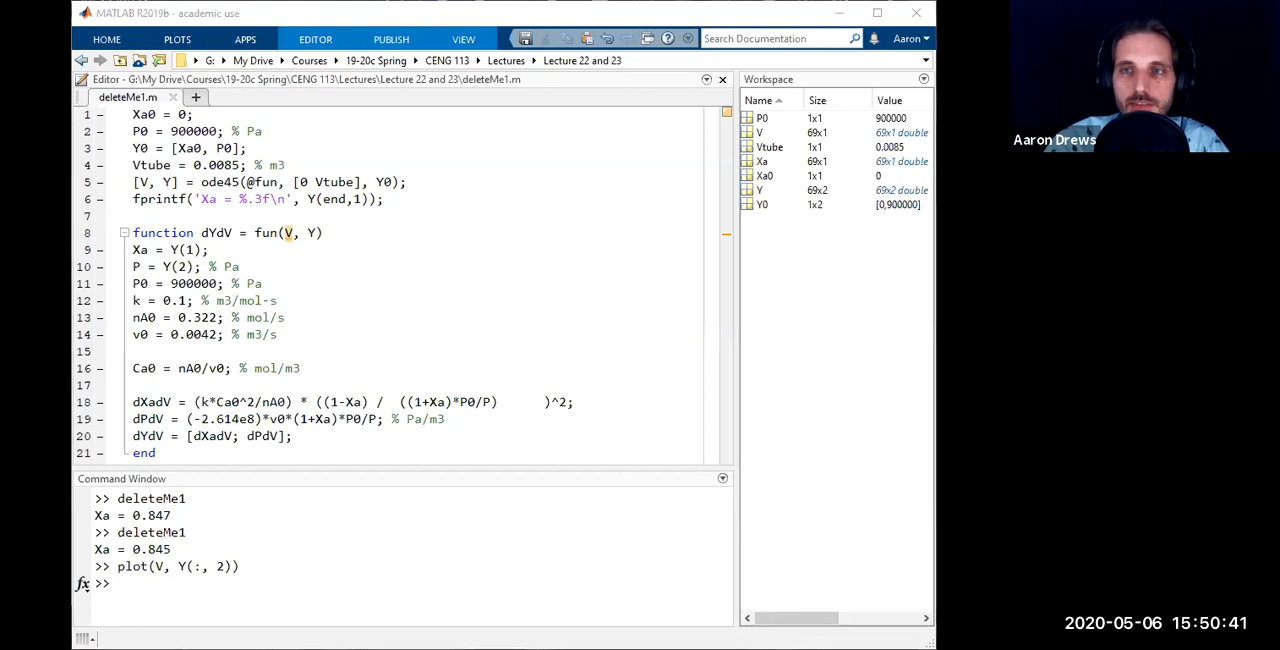 MATLAB R2019b - academic use
HOME PLOTS APPS EDITOR PUBLISH VIEW Search Documentation Aaron
G: My Drive Courses 19-20c Spring CENG 113 Lectures Lecture 22 and 23
Editor - G:\My Drive\Courses\19-20c Spring\CENG 113\Lectures\Lecture 22 and 23\deleteMe1.m
deleteMe1.m
1 Xa0 = 0;
2 P0 = 900000; % Pa
3 Y0 = [Xa0, P0];
4 Vtube = 0.0085; % m3
5 [V, Y] = ode45(@fun, [0 Vtube], Y0);
6 fprintf('Xa = %.3f\n', Y(end,1));
7
8 function dYdV = fun(V, Y)
9 Xa = Y(1);
10 P = Y(2); % Pa
11 P0 = 900000; % Pa
12 k = 0.1; % m3/mol-s
13 nA0 = 0.322; % mol/s
14 v0 = 0.0042; % m3/s
15
16 Ca0 = nA0/v0; % mol/m3
17
18 dXadV = (k*Ca0^2/nA0) * ((1-Xa) / ((1+Xa)*P0/P) )^2;
19 dPdV = (-2.614e8)*v0*(1+Xa)*P0/P; % Pa/m3
20 dYdV = [dXadV; dPdV];
21 end
Command Window
>> deleteMe1
Xa = 0.847
>> deleteMe1
Xa = 0.845
>> plot(V, Y(:, 2))
fx >>
Workspace
Name Size Value
P0 1x1 900000
V 69x1 69x1 double
Vtube 1x1 0.0085
Xa 69x1 69x1 double
Xa0 1x1 0
Y 69x2 69x2 double
Y0 1x2 [0,900000]
Aaron Drews
2020-05-06 15:50:41